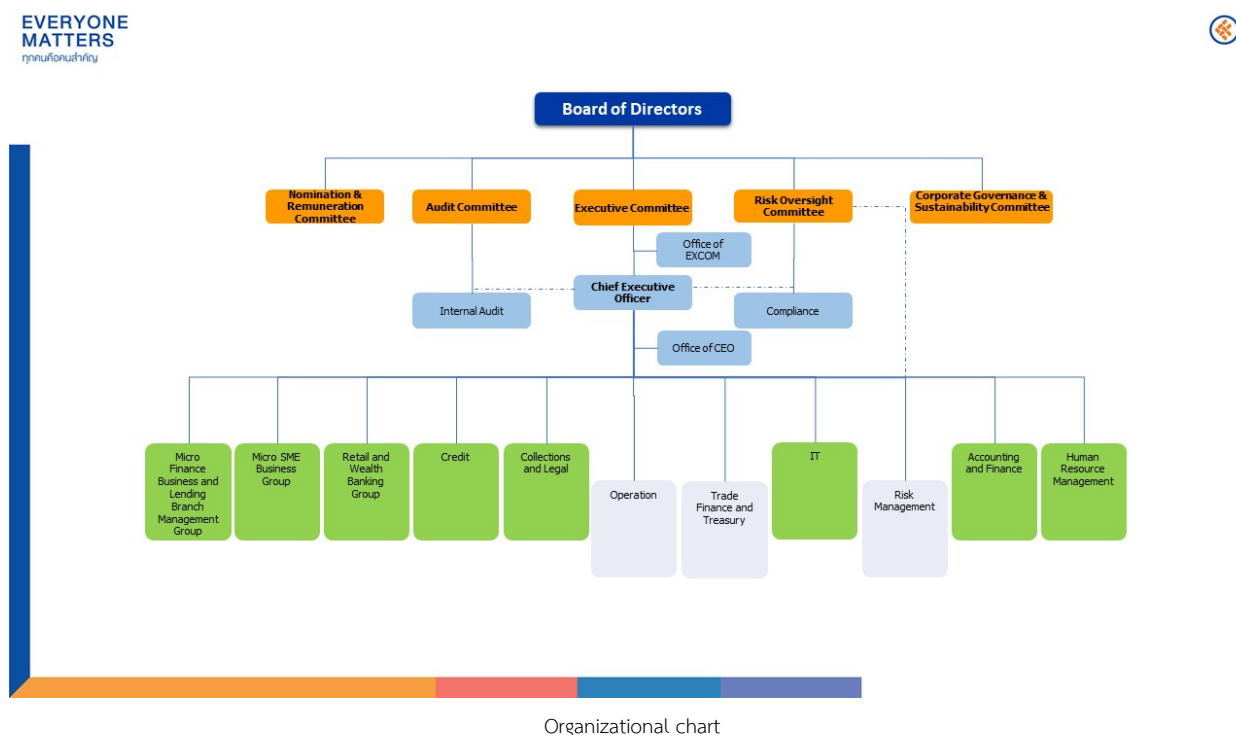 EVERYONE
MATTERS
ทุกคนคือคนสำคัญ
Board of Directors
Nomination &
Remuneration
Committee
Audit Committee
Executive Committee
Risk Oversight
Committee
Corporate Governance &
Sustainability Committee
Office of
EXCOM
Chief Executive
Officer
Internal Audit
Compliance
Office of CEO
Micro
Finance
Business and
Lending
Branch
Management
Group
Micro SME
Business
Group
Retail and
Wealth
Banking
Group
Credit
Collections
and Legal
Operation
Trade
Finance and
Treasury
IT
Risk
Management
Accounting
and Finance
Human
Resource
Management
Organizational chart